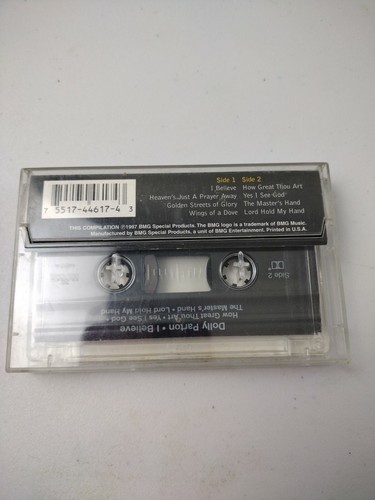 Side 1 Side 2
I Believe How Great Thou Art
Heaven's Just A Prayer Away Yes I See God
Golden Streets of Glory The Master's Hand
Wings of a Dove Lord Hold My Hand
7 5517-44617-4 3
THIS COMPILATION ℗1997 BMG Special Products. The BMG logo is a registered trademark of BMG Music.
Manufactured by BMG Special Products, a unit of BMG Entertainment. Printed in U.S.A.
Side 2
Dolly Parton • I Believe
How Great Thou Art • Yes I See God •
The Master's Hand • Lord Hold My Hand